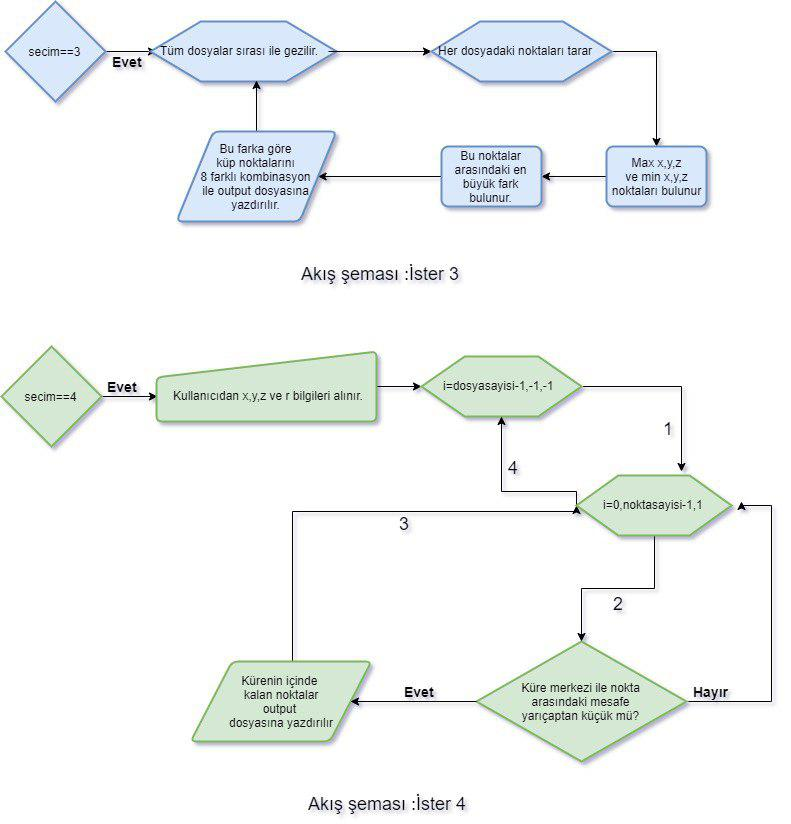 secim==3
Evet
Tüm dosyalar sırası ile gezilir.
Her dosyadaki noktaları tarar
Max x,y,z
ve min x,y,z
noktaları bulunur
Bu noktalar
arasındaki en
büyük fark
bulunur.
Bu farka göre
küp noktalarını
8 farklı kombinasyon
ile output dosyasına
yazdırılır.
Akış şeması :İster 3
secim==4
Evet
Kullanıcıdan x,y,z ve r bilgileri alınır.
i=dosyasayisi-1,-1,-1
1
4
i=0,noktasayisi-1,1
3
2
Küre merkezi ile nokta
arasındaki mesafe
yarıçaptan küçük mü?
Hayır
Evet
Kürenin içinde
kalan noktalar
output
dosyasına yazdırılır
Akış şeması :İster 4